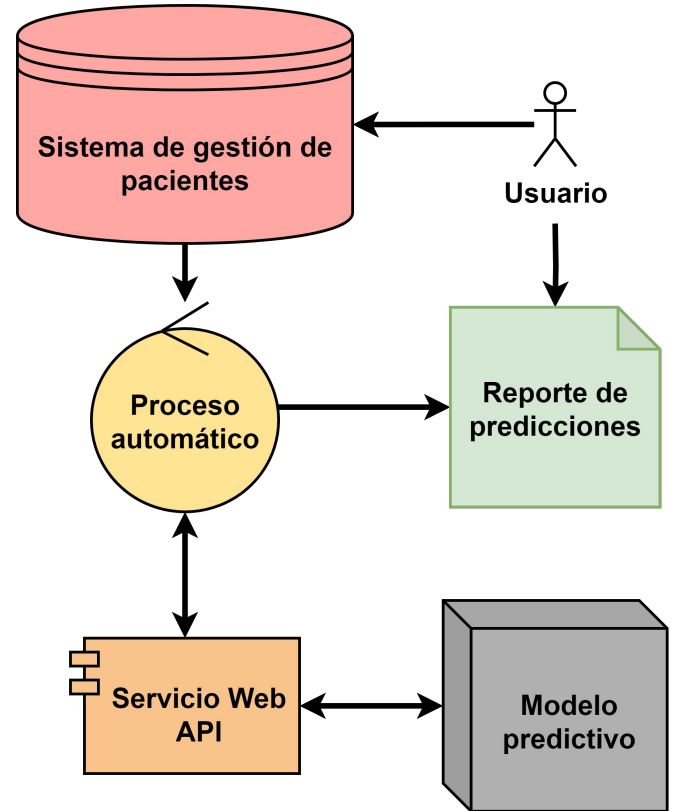 Sistema de gestión de
pacientes
Usuario
Proceso
automático
Reporte de
predicciones
Servicio Web
API
Modelo
predictivo